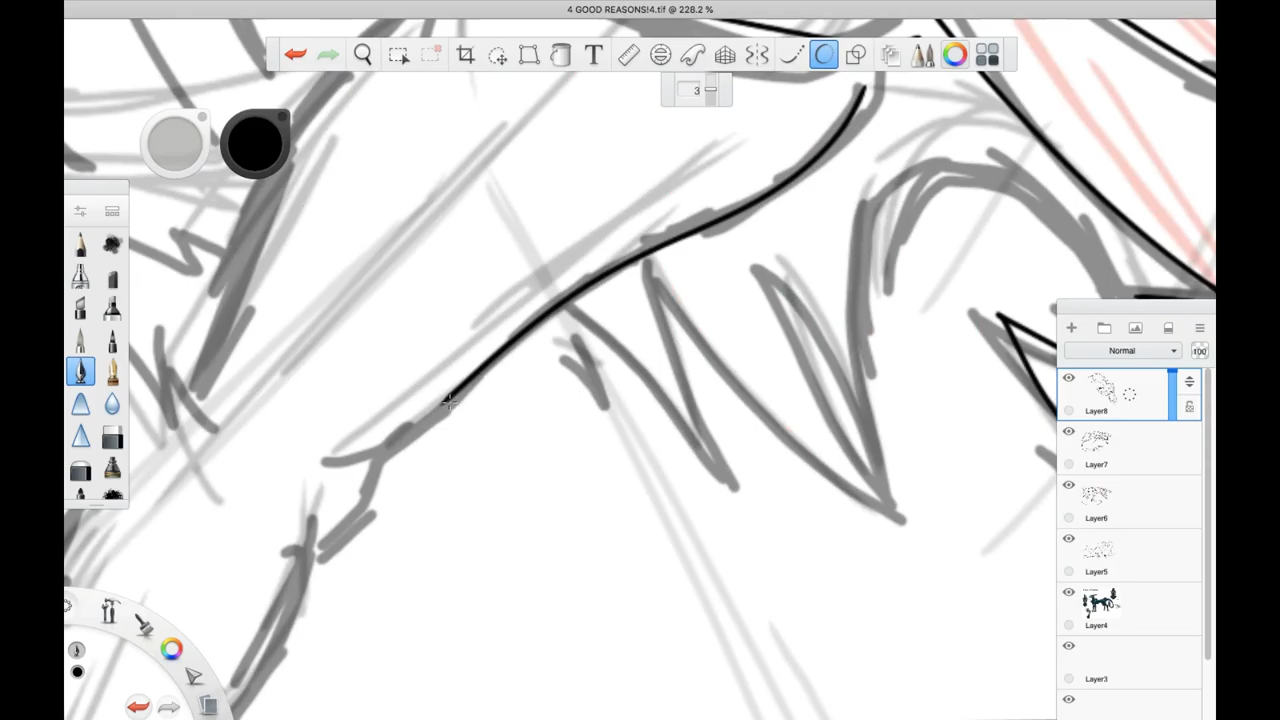 4 GOOD REASONS!4.tif @ 228.2 %
T
3
Normal
100
Layer8
Layer7
Layer6
Layer5
Layer4
Layer3